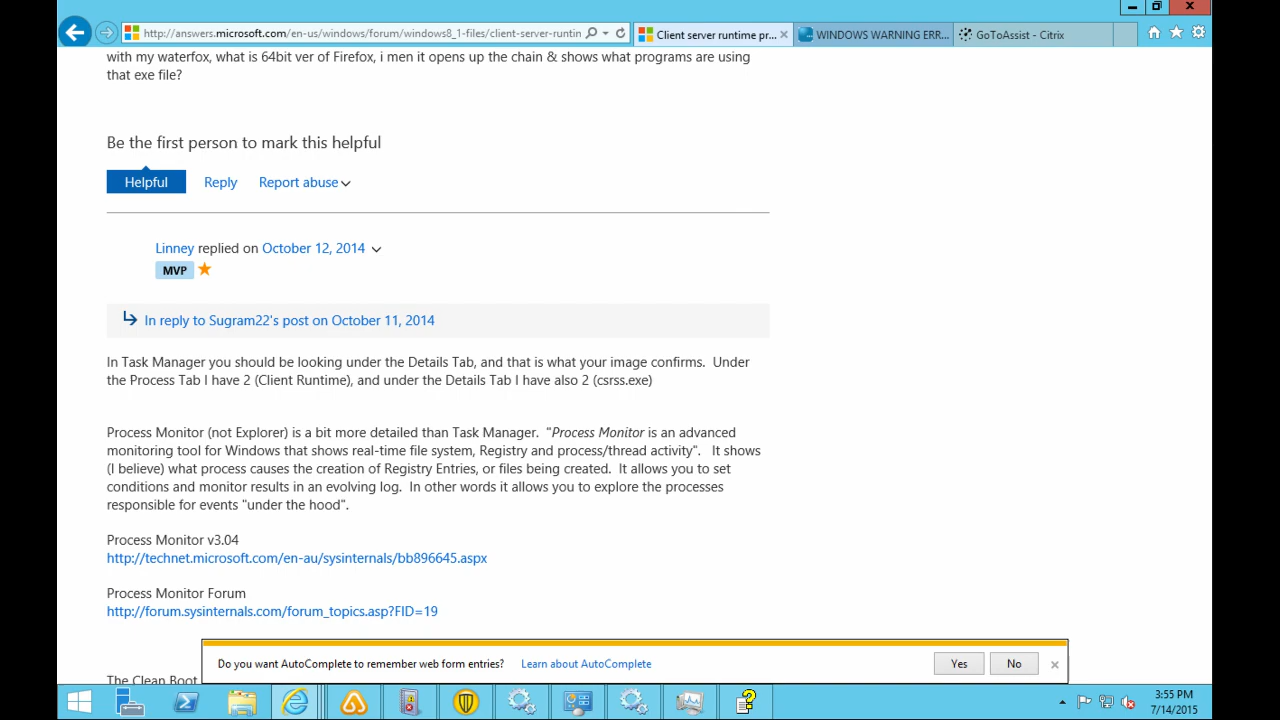 http://answers.microsoft.com/en-us/windows/forum/windows8_1-files/client-server-runtin
Client server runtime pr...
WINDOWS WARNING ERR...
GoToAssist - Citrix
with my waterfox, what is 64bit ver of Firefox, i men it opens up the chain & shows what programs are using
that exe file?
Be the first person to mark this helpful
Helpful
Reply
Report abuse
Linney replied on October 12, 2014
MVP
In reply to Sugram22's post on October 11, 2014
In Task Manager you should be looking under the Details Tab, and that is what your image confirms. Under
the Process Tab I have 2 (Client Runtime), and under the Details Tab I have also 2 (csrss.exe)
Process Monitor (not Explorer) is a bit more detailed than Task Manager. "Process Monitor is an advanced
monitoring tool for Windows that shows real-time file system, Registry and process/thread activity". It shows
(I believe) what process causes the creation of Registry Entries, or files being created. It allows you to set
conditions and monitor results in an evolving log. In other words it allows you to explore the processes
responsible for events "under the hood".
Process Monitor v3.04
http://technet.microsoft.com/en-au/sysinternals/bb896645.aspx
Process Monitor Forum
http://forum.sysinternals.com/forum_topics.asp?FID=19
Do you want AutoComplete to remember web form entries?
Learn about AutoComplete
Yes
No
The Clean Boot
3:55 PM
7/14/2015